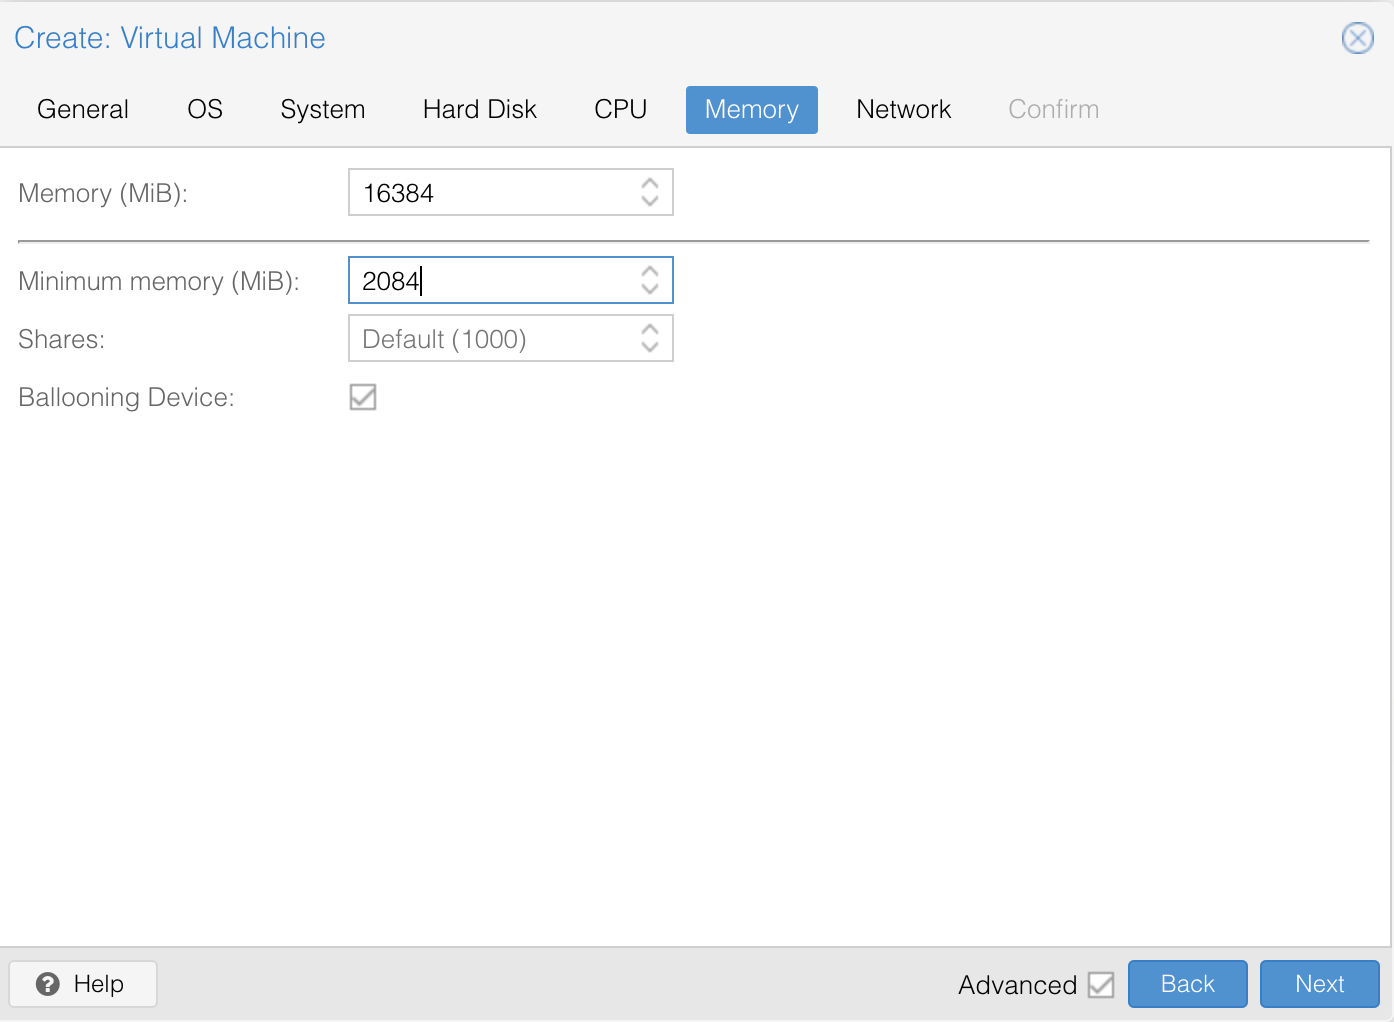 Create: Virtual Machine
General OS System Hard Disk CPU Memory Network Confirm
Memory (MiB): 16384
Minimum memory (MiB): 2084
Shares: Default (1000)
Ballooning Device:
Help Advanced Back Next